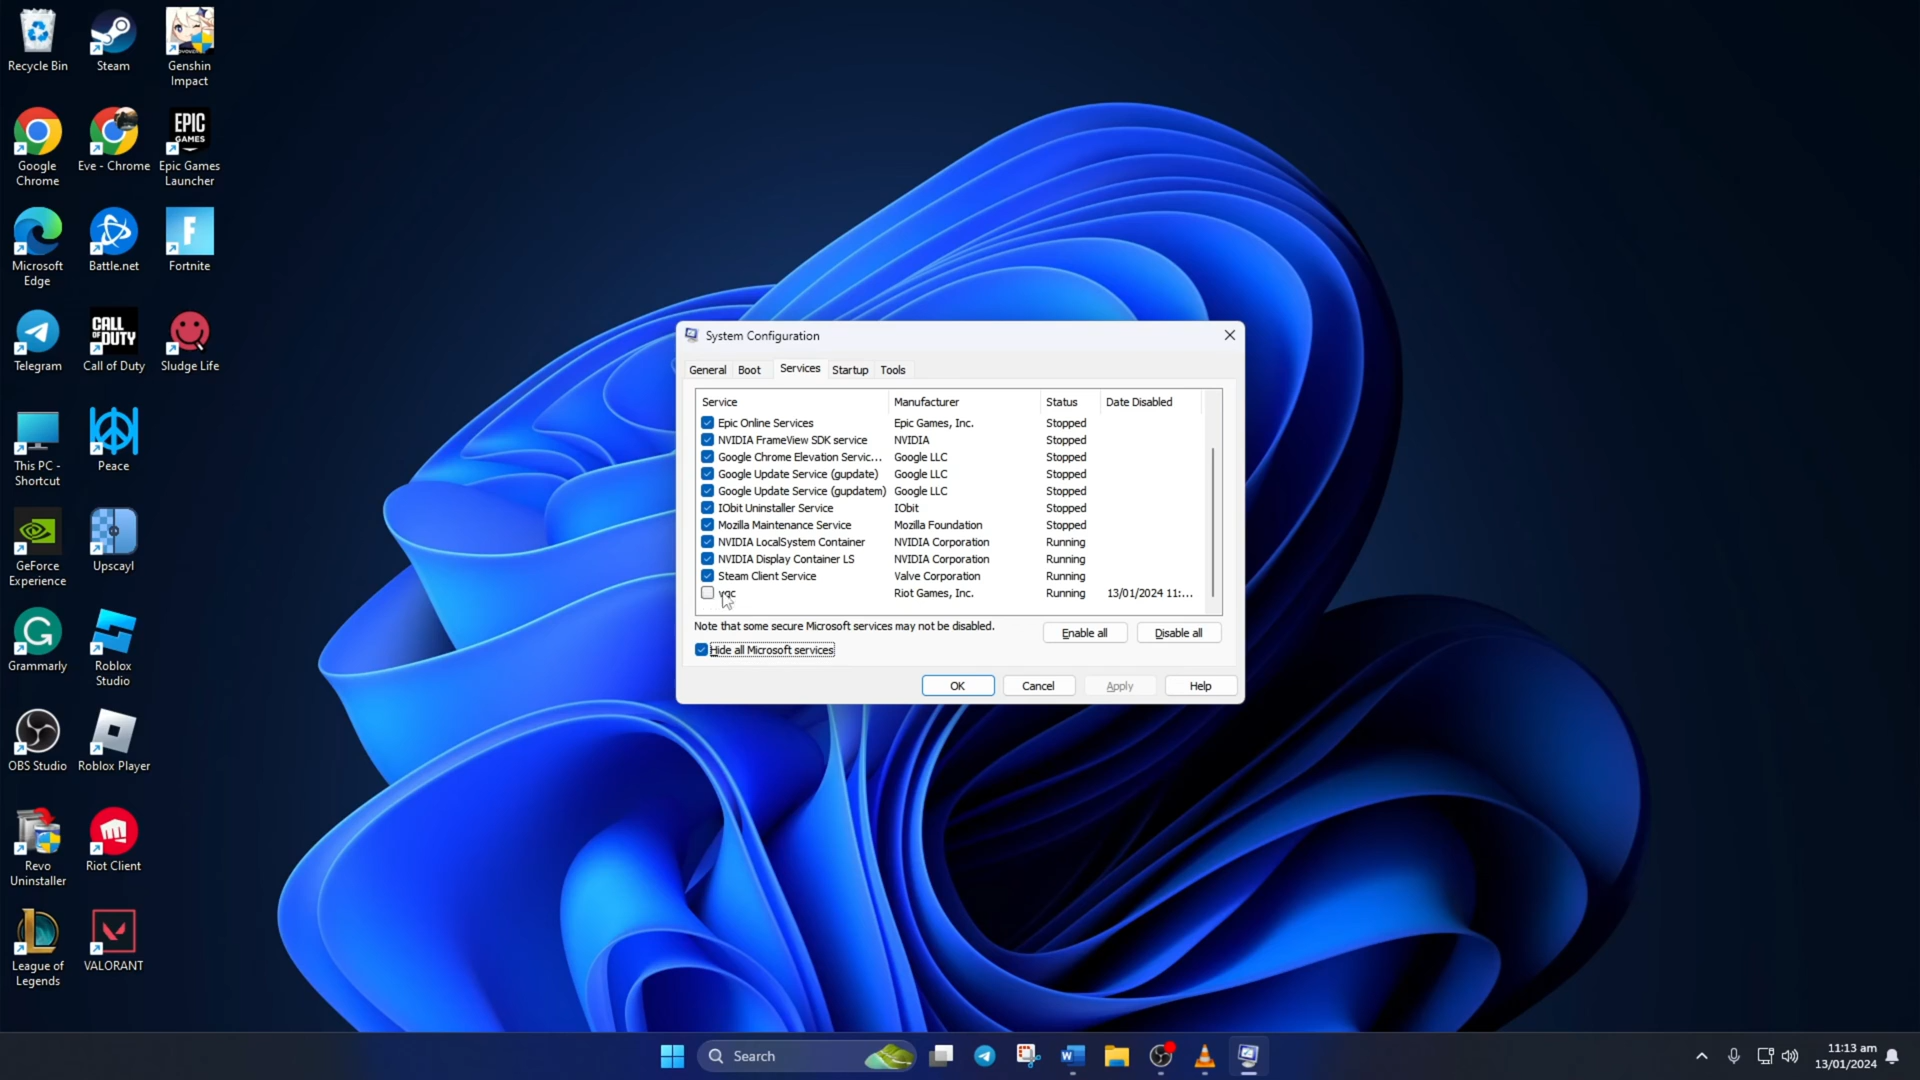 Recycle Bin
Steam
Genshin
Impact
Google
Chrome
Eve - Chrome
EPIC
GAMES
Epic Games
Launcher
Microsoft
Edge
Battle.net
F
Fortnite
Telegram
CALL
OF DUTY
Call of Duty
Sludge Life
This PC -
Shortcut
Peace
GeForce
Experience
Upscayl
Grammarly
Roblox
Studio
OBS Studio
Roblox Player
Revo
Uninstaller
Riot Client
League of
Legends
VALORANT
System Configuration
General Boot Services Startup Tools
Service Manufacturer Status Date Disabled
Epic Online Services Epic Games, Inc. Stopped
NVIDIA FrameView SDK service NVIDIA Stopped
Google Chrome Elevation Servic... Google LLC Stopped
Google Update Service (gupdate) Google LLC Stopped
Google Update Service (gupdatem) Google LLC Stopped
IObit Uninstaller Service IObit Stopped
Mozilla Maintenance Service Mozilla Foundation Stopped
NVIDIA LocalSystem Container NVIDIA Corporation Running
NVIDIA Display Container LS NVIDIA Corporation Running
Steam Client Service Valve Corporation Running
vgc Riot Games, Inc. Running 13/01/2024 11:...
Note that some secure Microsoft services may not be disabled.
Enable all Disable all
Hide all Microsoft services
OK Cancel Apply Help
Search
11:13 am
13/01/2024